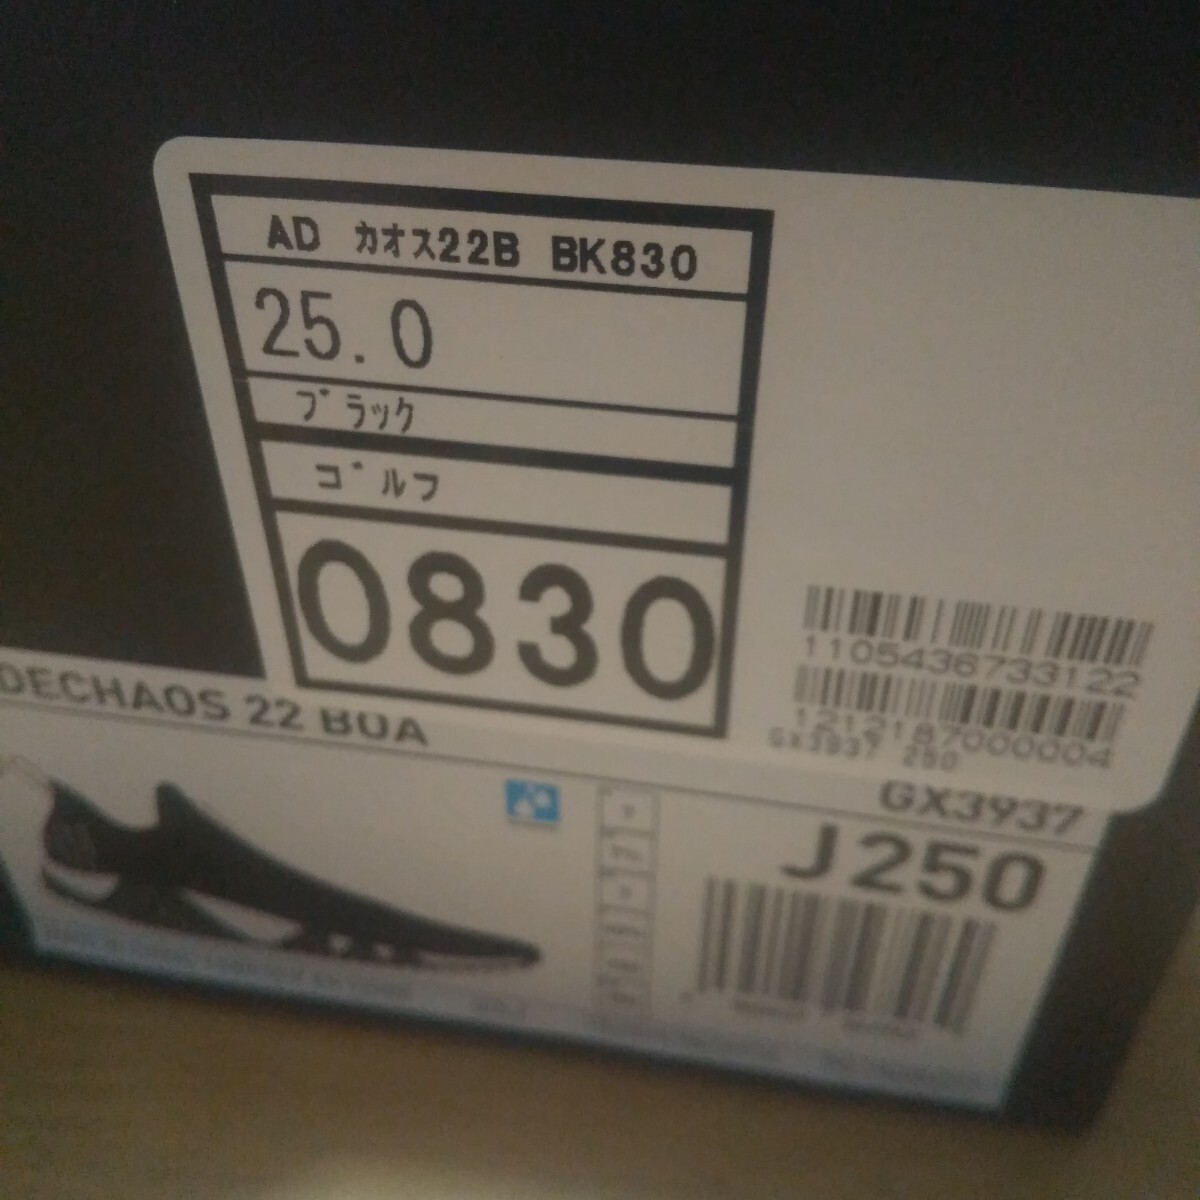 AD カオス22B BK830
25.0
ブラック
ゴルフ
0830
1105436733122
1212187000004
GX3937 250
DECHAOS 22 BOA
GX3937
J 250